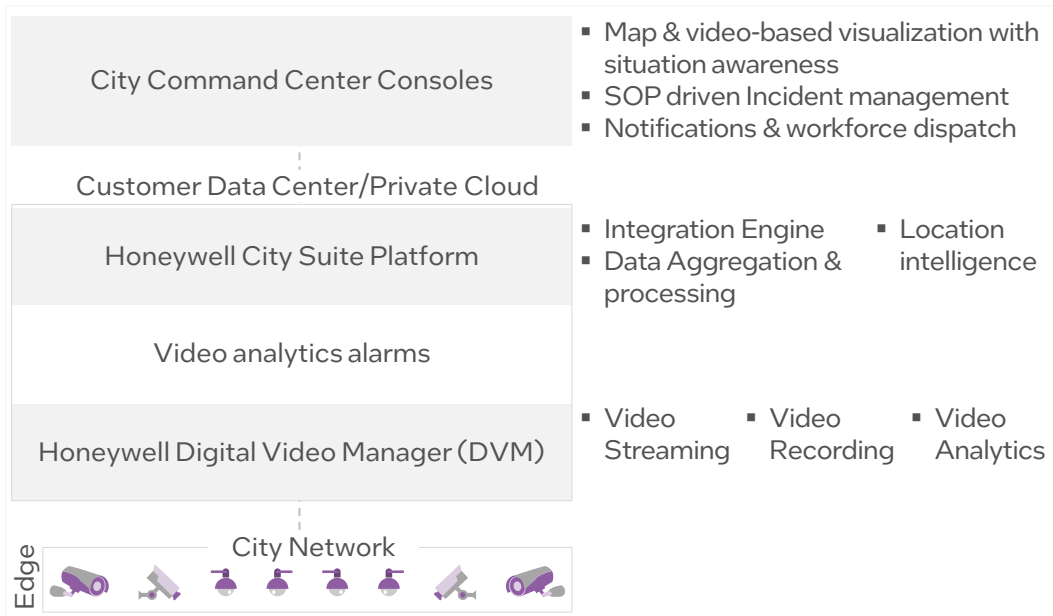 City Command Center Consoles
▪ Map & video-based visualization with
situation awareness
▪ SOP driven Incident management
▪ Notifications & workforce dispatch
Customer Data Center/Private Cloud
Honeywell City Suite Platform
▪ Integration Engine
▪ Data Aggregation &
processing
▪ Location
intelligence
Video analytics alarms
Honeywell Digital Video Manager (DVM)
▪ Video
Streaming
▪ Video
Recording
▪ Video
Analytics
City Network
Edge